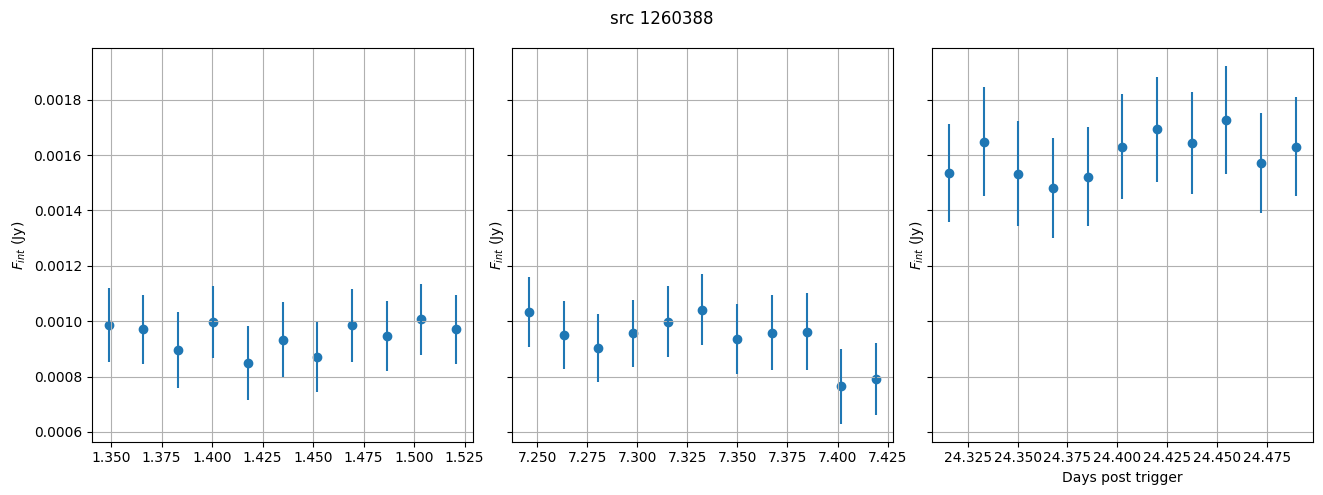 src 1260388
F_int (Jy)
0.0018
0.0016
0.0014
0.0012
0.0010
0.0008
0.0006
1.350 1.375 1.400 1.425 1.450 1.475 1.500 1.525
F_int (Jy)
7.250 7.275 7.300 7.325 7.350 7.375 7.400 7.425
F_int (Jy)
24.325 24.350 24.375 24.400 24.425 24.450 24.475
Days post trigger